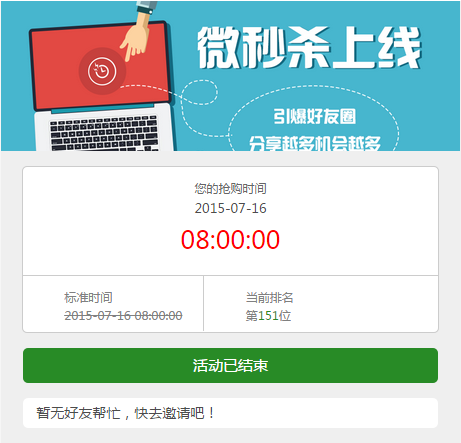 微秒杀上线
引爆好友圈
分享越多机会越多
您的抢购时间
2015-07-16
08:00:00
标准时间
2015-07-16 08:00:00
当前排名
第151位
活动已结束
暂无好友帮忙，快去邀请吧！